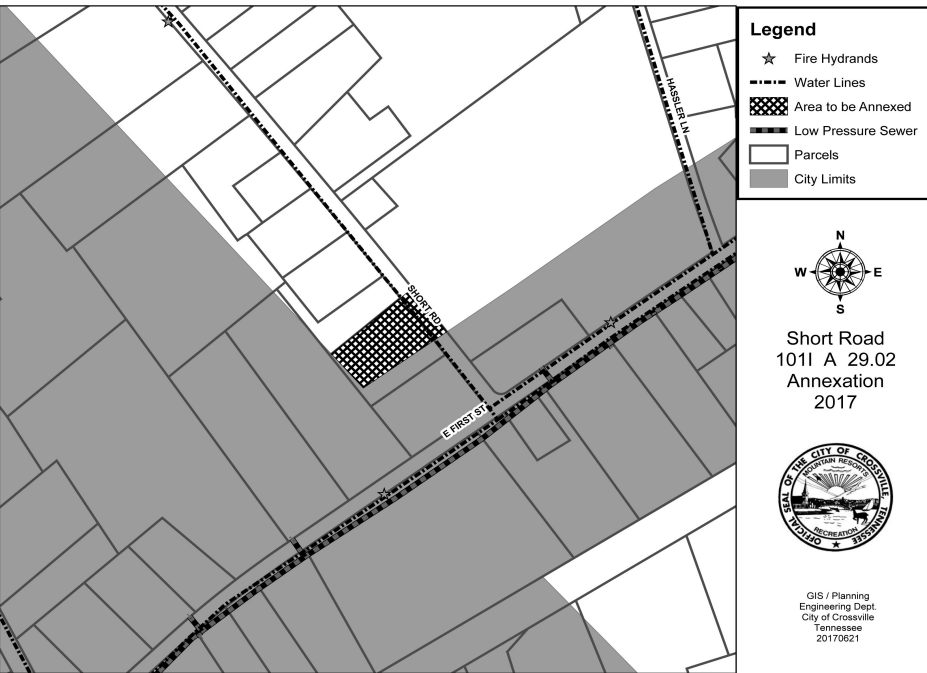 HASSLER LN
SHORT RD
E FIRST ST
Legend
Fire Hydrants
Water Lines
Area to be Annexed
Low Pressure Sewer
Parcels
City Limits
N
W E
S
Short Road
101I A 29.02
Annexation
2017
OFFICIAL SEAL OF THE CITY OF CROSSVILLE, TENNESSEE
MOUNTAIN RESORTS
RECREATION
GIS / Planning
Engineering Dept.
City of Crossville
Tennessee
20170621